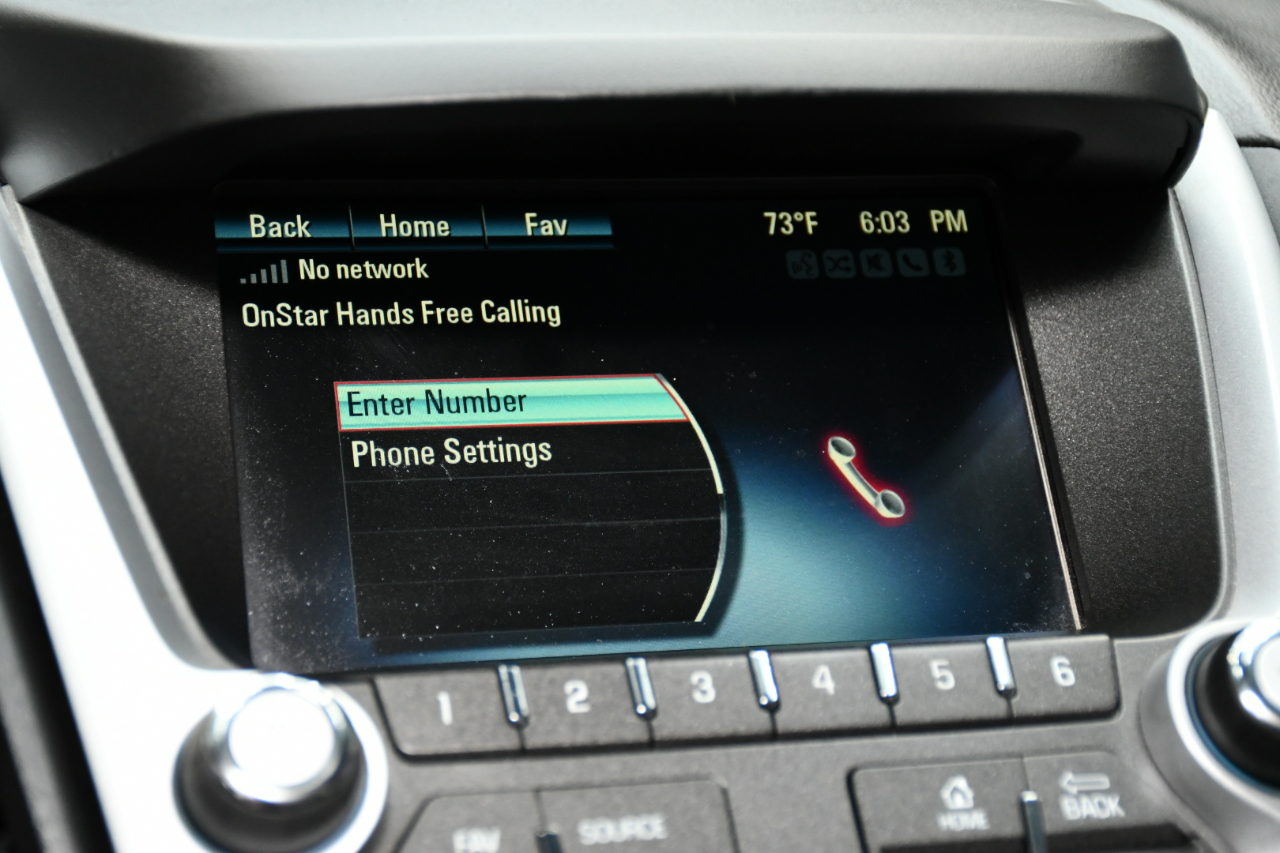 Back Home Fav 73°F 6:03 PM
No network
OnStar Hands Free Calling
Enter Number
Phone Settings
1 2 3 4 5 6
FAV SOURCE HOME BACK